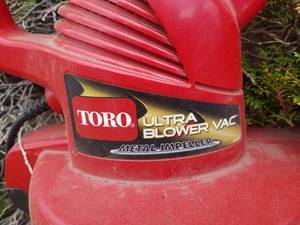 TORO
ULTRA
BLOWER VAC
METAL IMPELLER